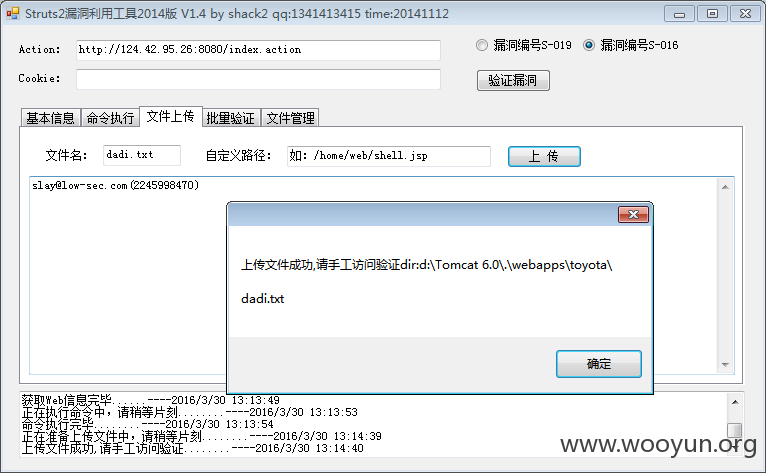 Struts2漏洞利用工具2014版 V1.4 by shack2 qq:1341413415 time:20141112
Action: http://124.42.95.26:8080/index.action
漏洞编号S-019 漏洞编号S-016
Cookie:
验证漏洞
基本信息 命令执行 文件上传 批量验证 文件管理
文件名: dadi.txt 自定义路径: 如: /home/web/shell.jsp 上 传
slay@low-sec.com(2245998470)
上传文件成功,请手工访问验证dir:d:\Tomcat 6.0\.\webapps\toyota\
dadi.txt
确定
获取Web信息完毕......----2016/3/30 13:13:49
正在执行命令中，请稍等片刻........----2016/3/30 13:13:53
命令执行完毕........----2016/3/30 13:13:54
正在准备上传文件中，请稍等片刻........----2016/3/30 13:14:39
上传文件成功,请手工访问验证........----2016/3/30 13:14:40
www.wooyun.org